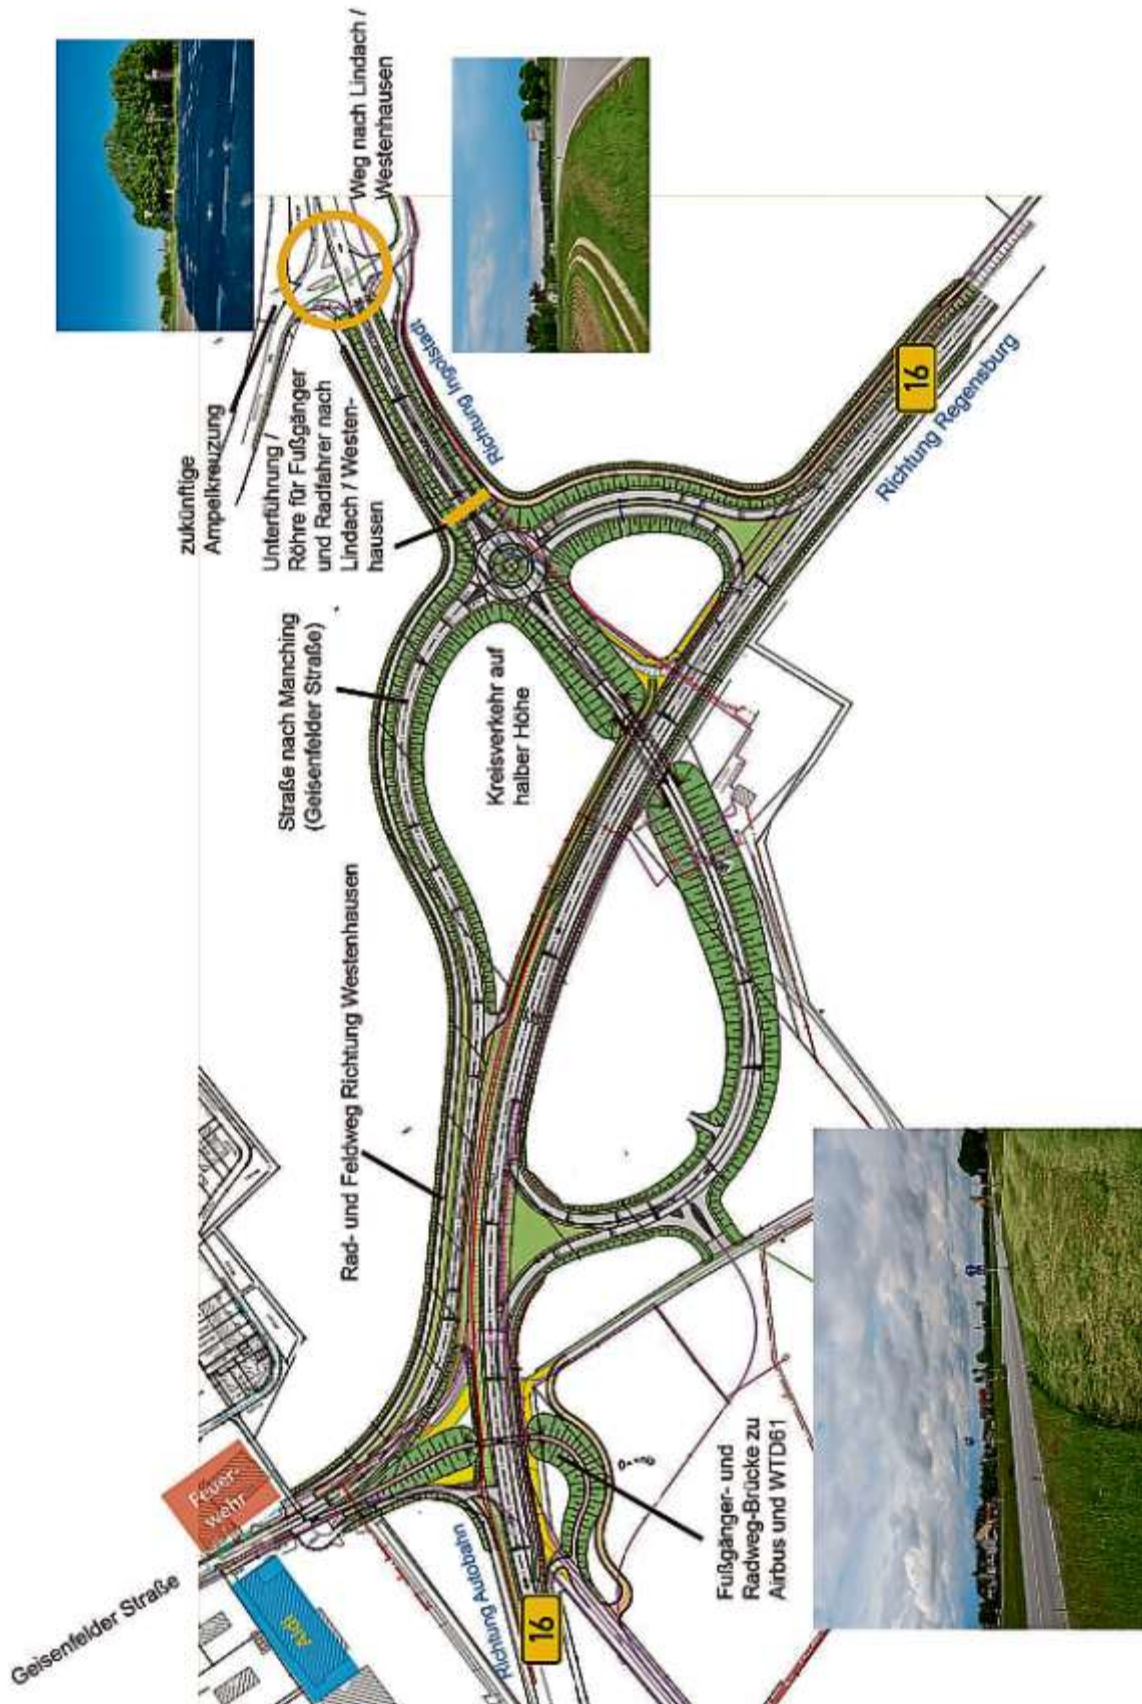 Geisenfelder Straße
Feuer-
wehr
Richtung Autobahn
16
Fußgänger- und
Radweg-Brücke zu
Airbus und WTD61
Rad- und Feldweg Richtung Westenhausen
Straße nach Manching
(Geisenfelder Straße)
Kreisverkehr auf
halber Höhe
zukünftige
Ampelkreuzung
Unterführung /
Röhre für Fußgänger
und Radfahrer nach
Lindach / Westen-
hausen
Richtung Ingolstadt
Weg nach Lindach /
Westenhausen
16
Richtung Regensburg